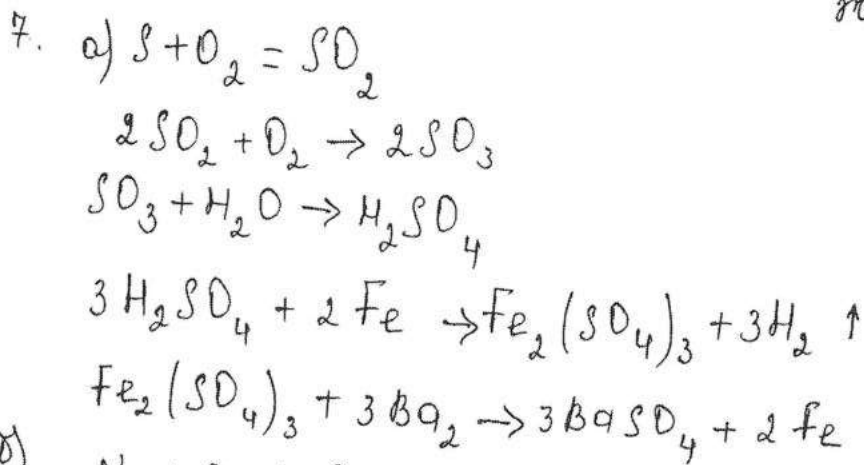 7. а) S + O₂ = SO₂
2SO₂ + O₂ → 2SO₃
SO₃ + H₂O → H₂SO₄
3H₂SO₄ + 2Fe → Fe₂(SO₄)₃ + 3H₂ ↑
Fe₂(SO₄)₃ + 3Ba₂ → 3BaSO₄ + 2Fe
б)